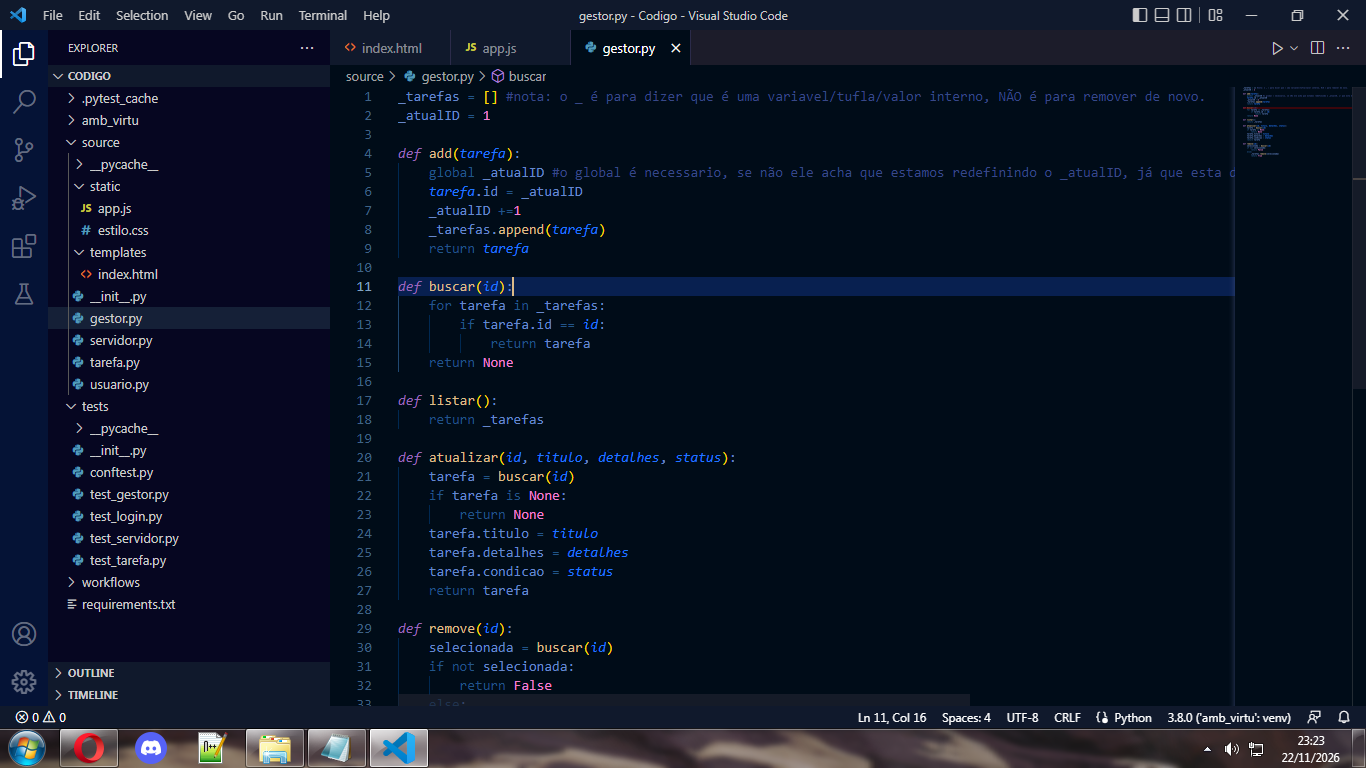 File Edit Selection View Go Run Terminal Help gestor.py - Codigo - Visual Studio Code
EXPLORER
CODIGO
.pytest_cache
amb_virtu
source
__pycache__
static
JS app.js
# estilo.css
templates
<> index.html
__init__.py
gestor.py
servidor.py
tarefa.py
usuario.py
tests
__pycache__
__init__.py
conftest.py
test_gestor.py
test_login.py
test_servidor.py
test_tarefa.py
workflows
requirements.txt
OUTLINE
TIMELINE
<> index.html JS app.js gestor.py
source > gestor.py > buscar
1 _tarefas = [] #nota: o _ é para dizer que é uma variavel/tufla/valor interno, NÃO é para remover de novo.
2 _atualID = 1
3
4 def add(tarefa):
5 global _atualID #o global é necessario, se não ele acha que estamos redefinindo o _atualID, já que esta
6 tarefa.id = _atualID
7 _atualID +=1
8 _tarefas.append(tarefa)
9 return tarefa
10
11 def buscar(id):
12 for tarefa in _tarefas:
13 if tarefa.id == id:
14 return tarefa
15 return None
16
17 def listar():
18 return _tarefas
19
20 def atualizar(id, titulo, detalhes, status):
21 tarefa = buscar(id)
22 if tarefa is None:
23 return None
24 tarefa.titulo = titulo
25 tarefa.detalhes = detalhes
26 tarefa.condicao = status
27 return tarefa
28
29 def remove(id):
30 selecionada = buscar(id)
31 if not selecionada:
32 return False
33 else:
0 0 Ln 11, Col 16 Spaces: 4 UTF-8 CRLF Python 3.8.0 ('amb_virtu': venv)
23:23
22/11/2026